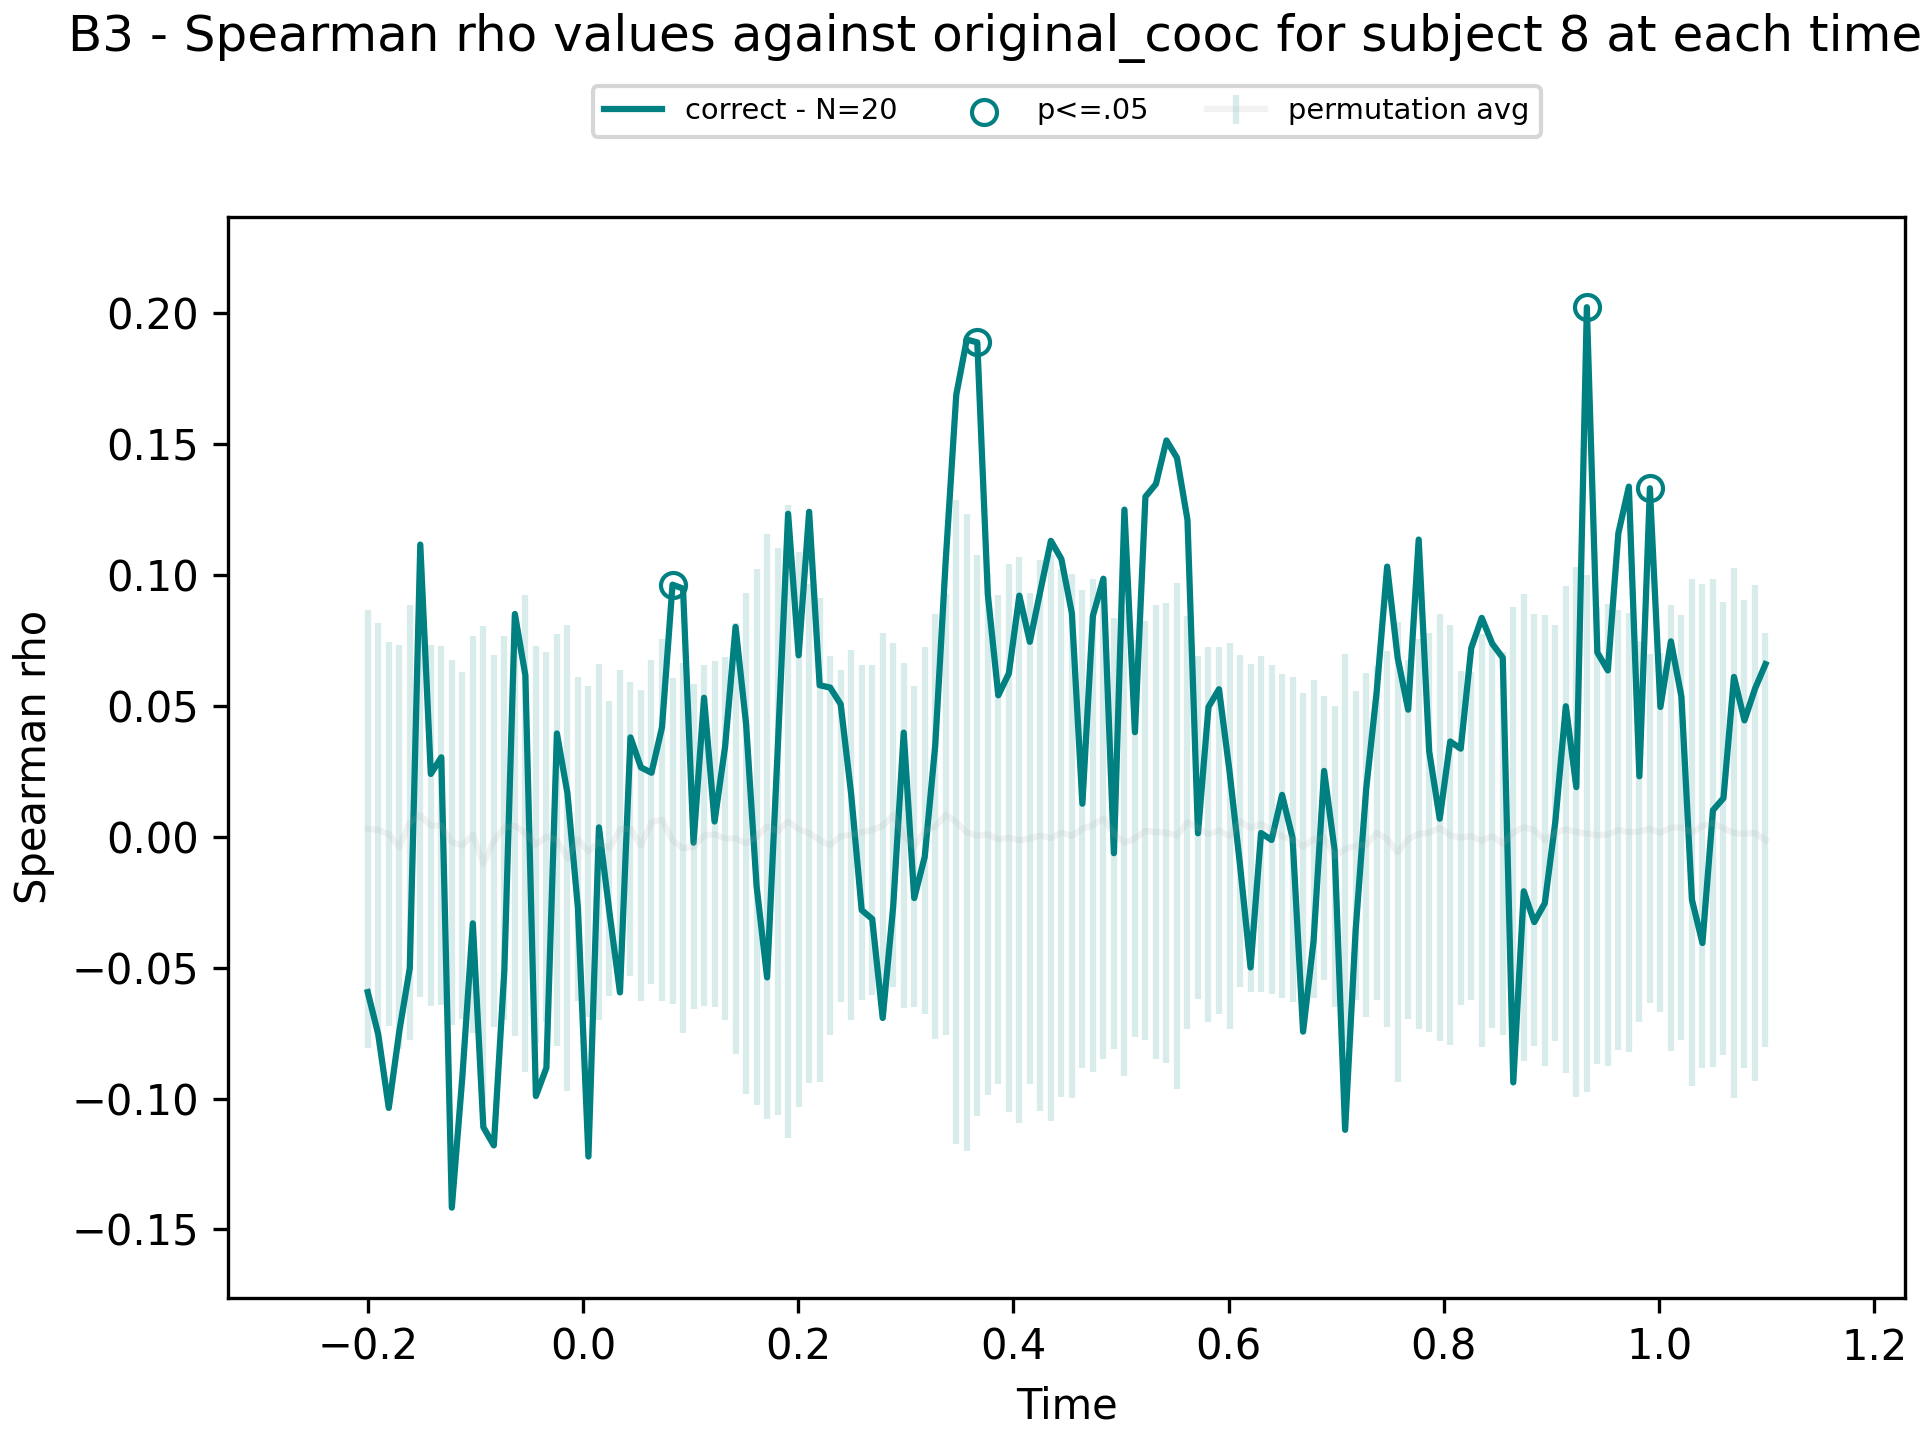 B3 - Spearman rho values against original_cooc for subject 8 at each time
correct - N=20 p<=.05 permutation avg
Spearman rho
0.20
0.15
0.10
0.05
0.00
−0.05
−0.10
−0.15
−0.2 0.0 0.2 0.4 0.6 0.8 1.0 1.2
Time